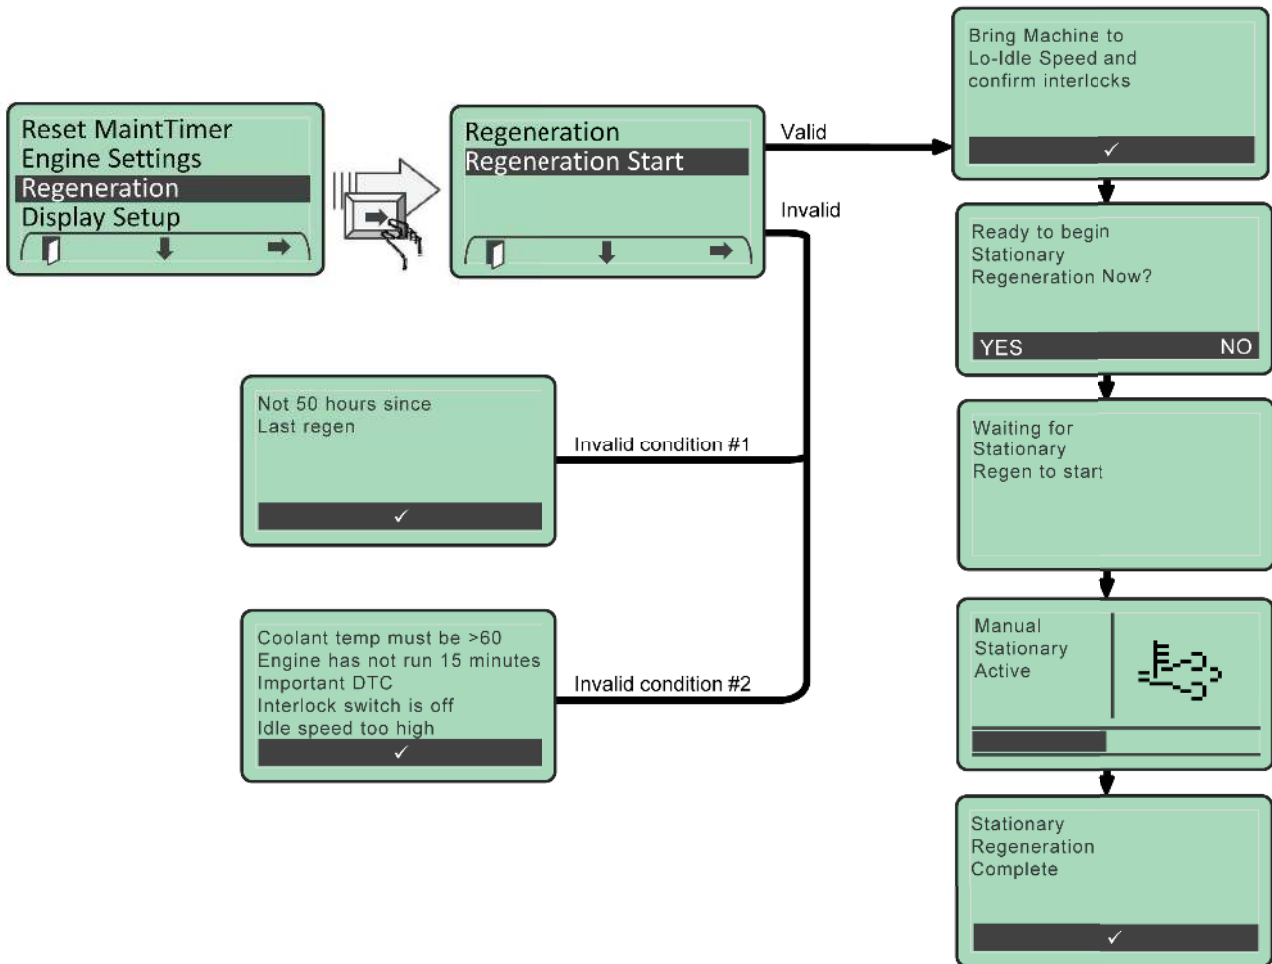 Reset MaintTimer
Engine Settings
Regeneration
Display Setup
Regeneration
Regeneration Start
Valid
Invalid
Bring Machine to
Lo-Idle Speed and
confirm interlocks
Ready to begin
Stationary
Regeneration Now?
YES NO
Waiting for
Stationary
Regen to start
Manual
Stationary
Active
Stationary
Regeneration
Complete
Not 50 hours since
Last regen
Invalid condition #1
Coolant temp must be >60
Engine has not run 15 minutes
Important DTC
Interlock switch is off
Idle speed too high
Invalid condition #2